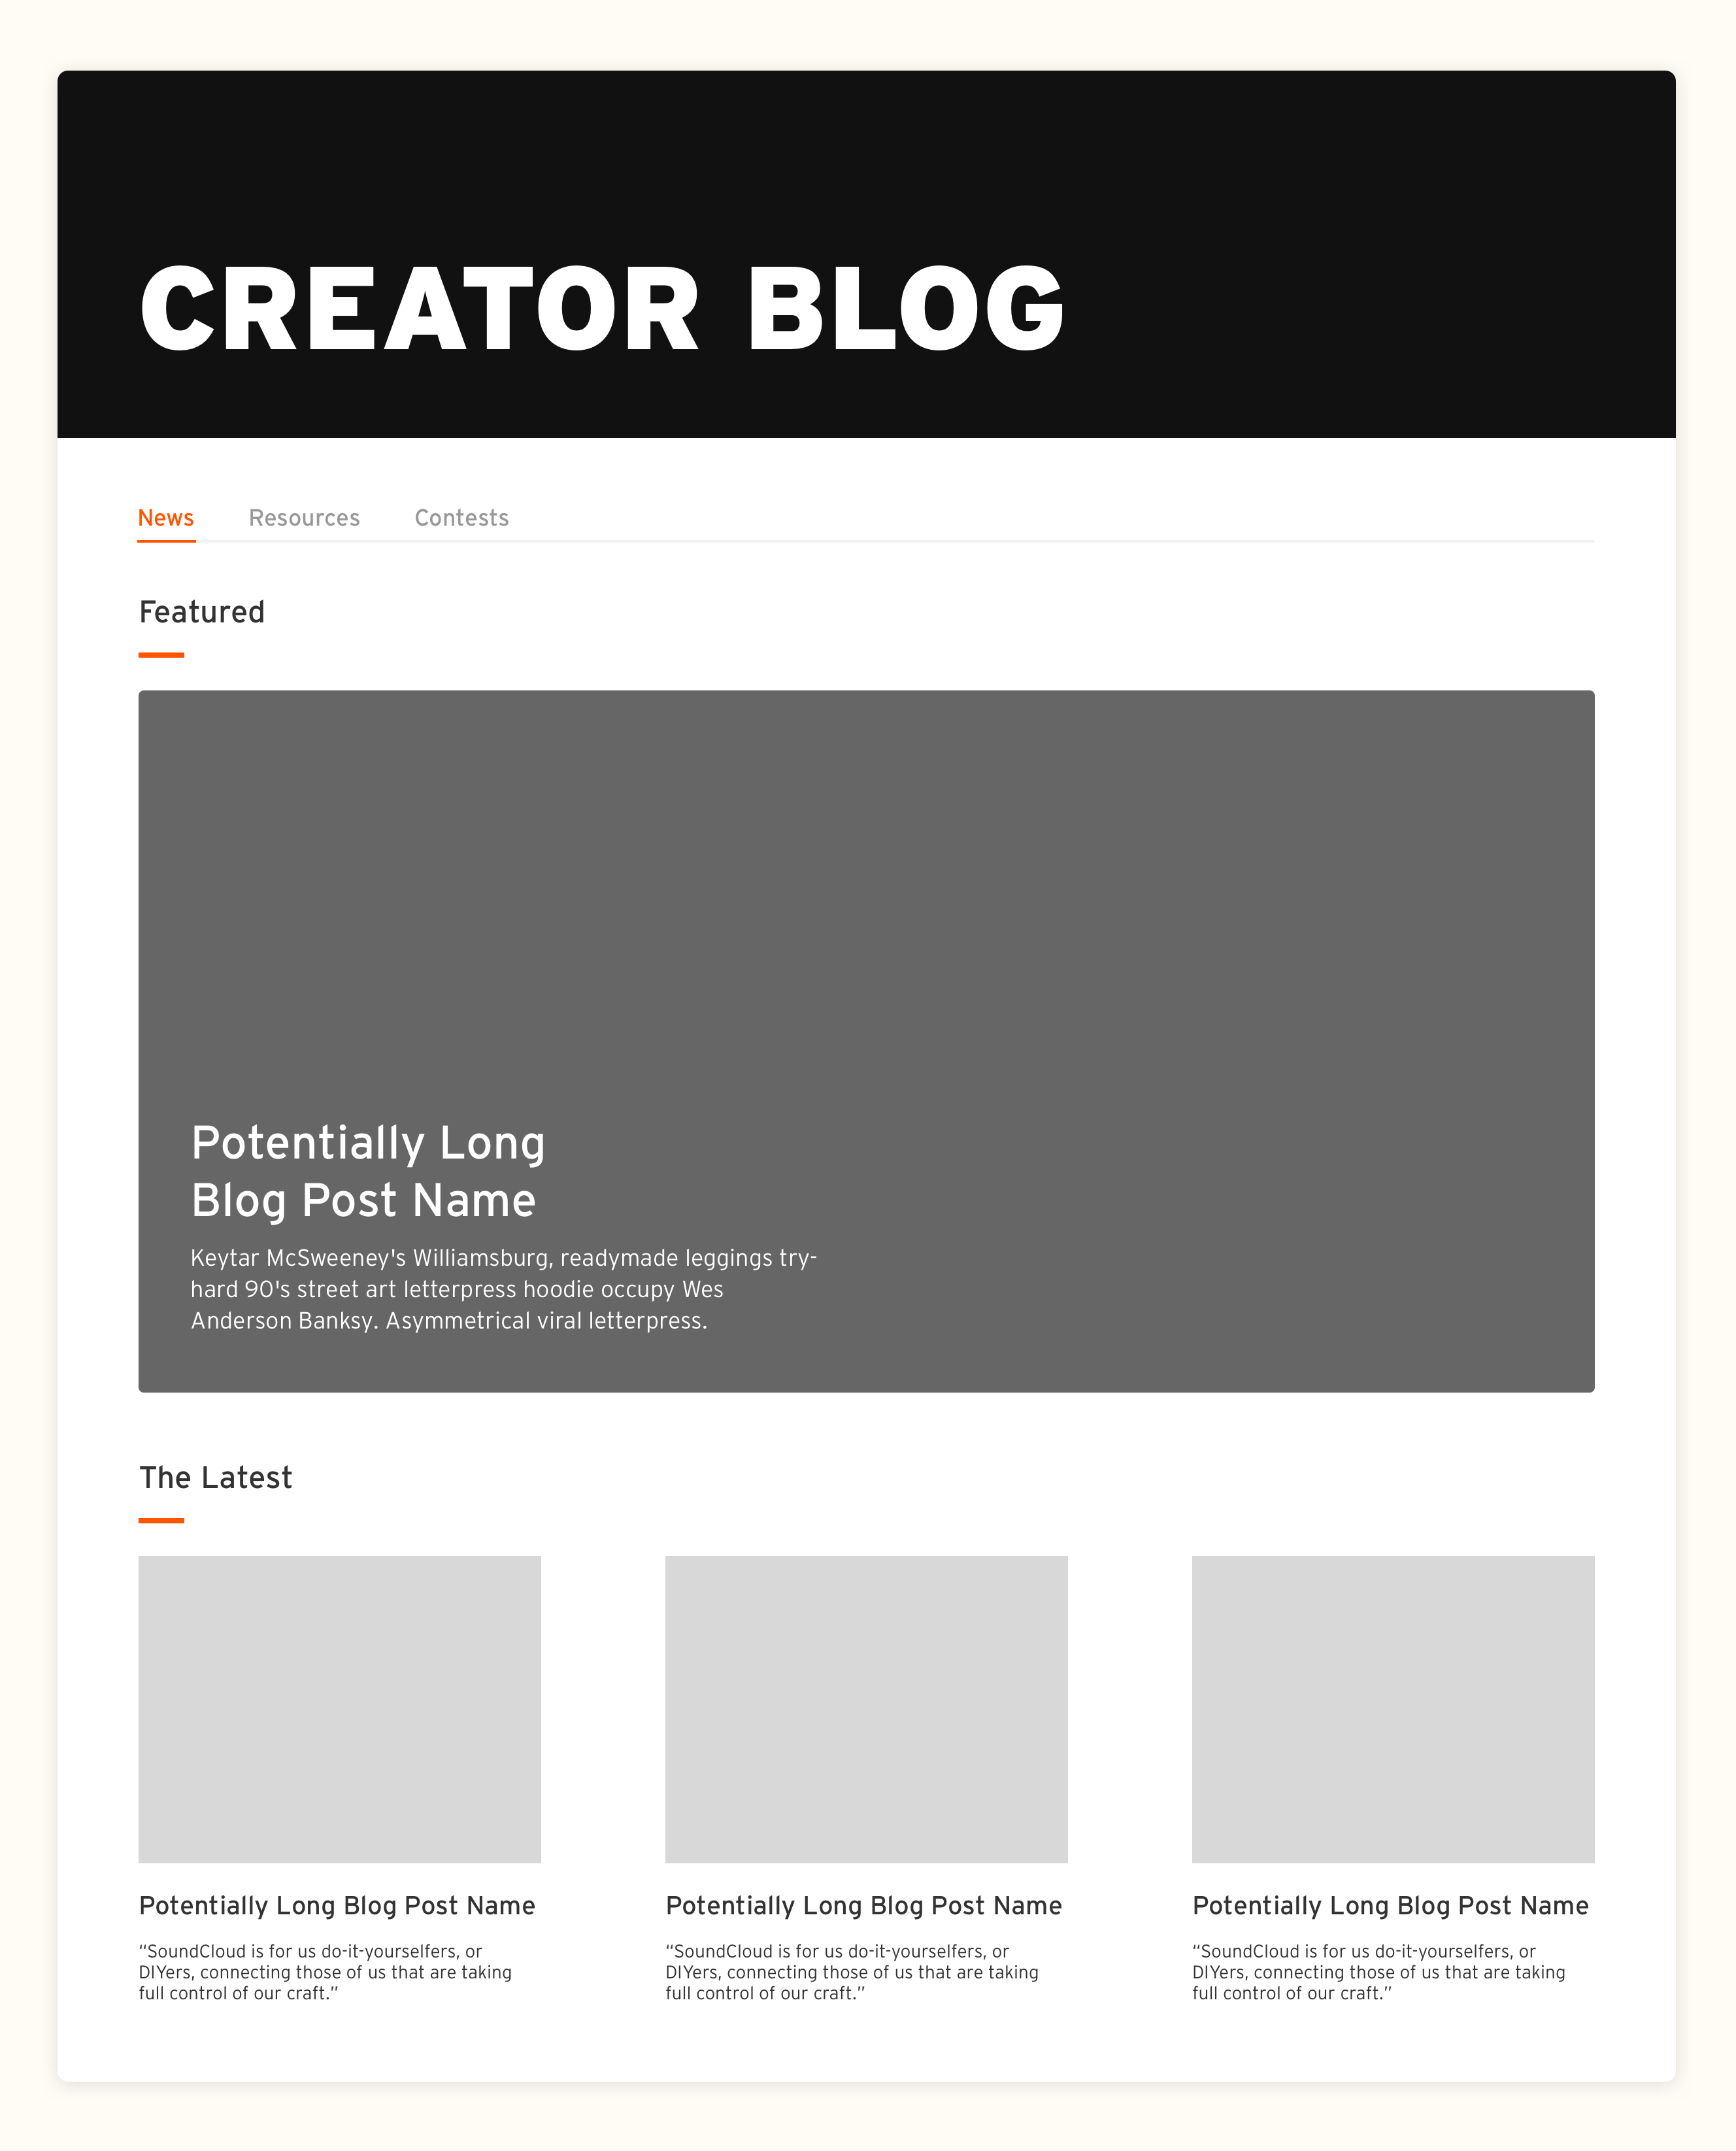 CREATOR BLOG
News Resources Contests
Featured
Potentially Long
Blog Post Name
Keytar McSweeney's Williamsburg, readymade leggings try-
hard 90's street art letterpress hoodie occupy Wes
Anderson Banksy. Asymmetrical viral letterpress.
The Latest
Potentially Long Blog Post Name
“SoundCloud is for us do-it-yourselfers, or
DIYers, connecting those of us that are taking
full control of our craft.”
Potentially Long Blog Post Name
“SoundCloud is for us do-it-yourselfers, or
DIYers, connecting those of us that are taking
full control of our craft.”
Potentially Long Blog Post Name
“SoundCloud is for us do-it-yourselfers, or
DIYers, connecting those of us that are taking
full control of our craft.”